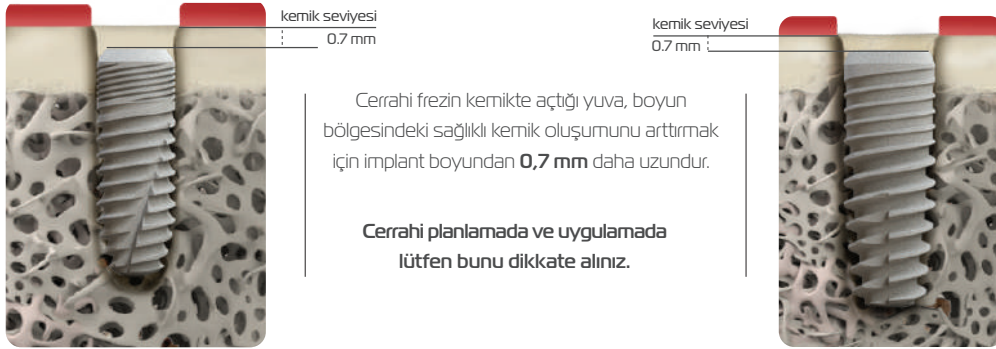 kemik seviyesi
0.7 mm
kemik seviyesi
0.7 mm
Cerrahi frezin kemikte açtığı yuva, boyun
bölgesindeki sağlıklı kemik oluşumunu arttırmak
için implant boyundan 0,7 mm daha uzundur.
Cerrahi planlamada ve uygulamada
lütfen bunu dikkate alınız.